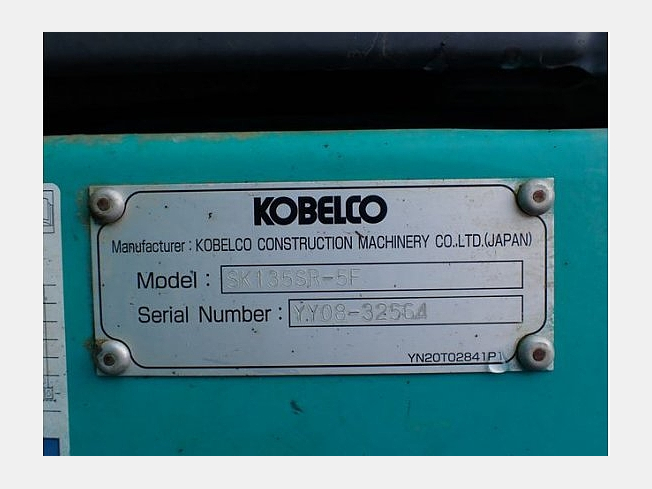 KOBELCO
Manufacturer : KOBELCO CONSTRUCTION MACHINERY CO.LTD.(JAPAN)
Model : SK135SR-5F
Serial Number : YY08-32564
YN20T02841P1